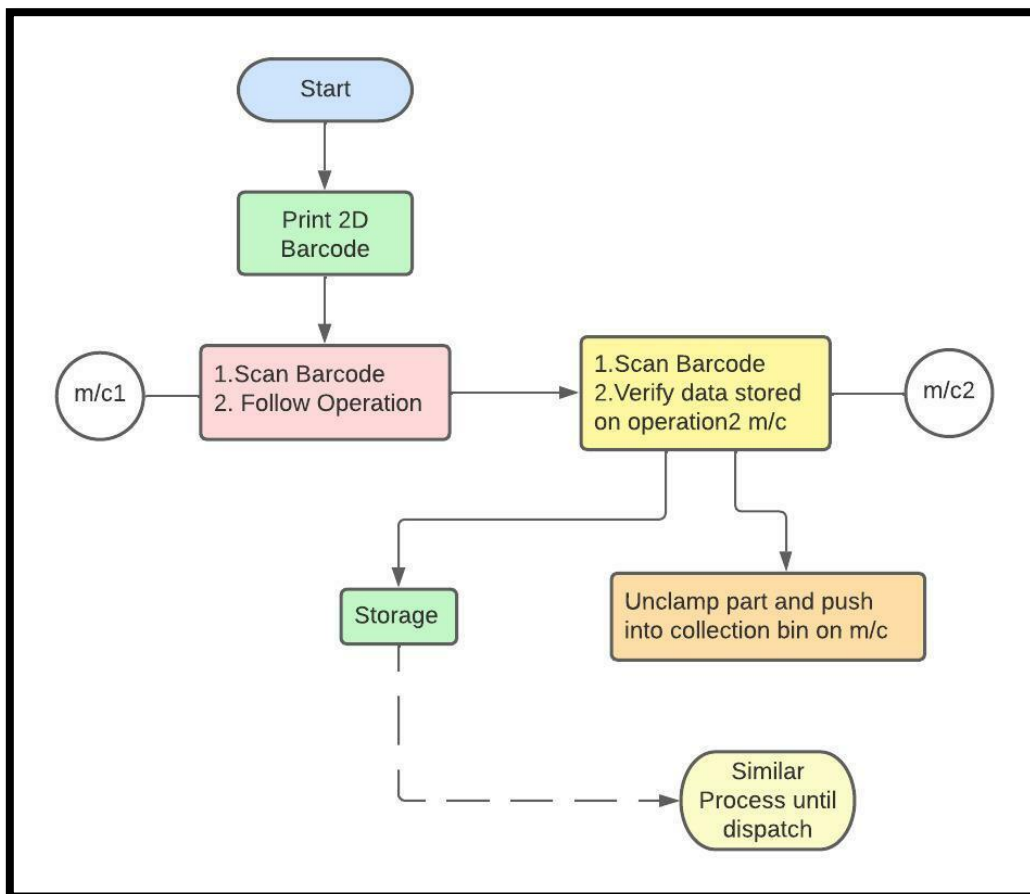 Start
Print 2D
Barcode
m/c1
1.Scan Barcode
2. Follow Operation
1.Scan Barcode
2.Verify data stored
on operation2 m/c
m/c2
Storage
Unclamp part and push
into collection bin on m/c
Similar
Process until
dispatch